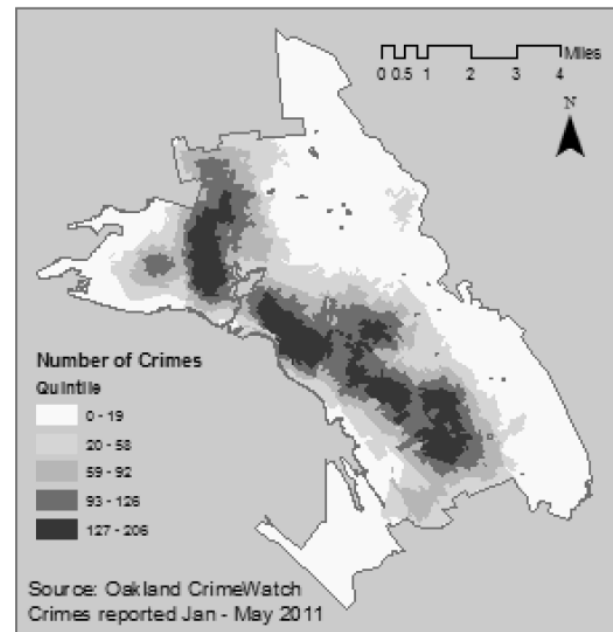 Miles
0 0.5 1 2 3 4
N
Number of Crimes
Quintile
0 - 19
20 - 58
59 - 92
93 - 126
127 - 206
Source: Oakland CrimeWatch
Crimes reported Jan - May 2011